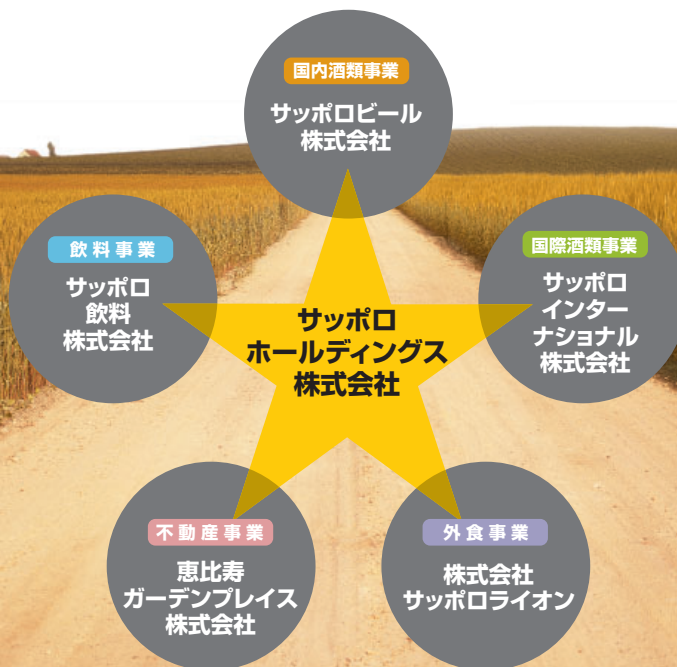 国内酒類事業
サッポロビール
株式会社
飲料事業
サッポロ
飲料
株式会社
国際酒類事業
サッポロ
インター
ナショナル
株式会社
サッポロ
ホールディングス
株式会社
不動産事業
恵比寿
ガーデンプレイス
株式会社
外食事業
株式会社
サッポロライオン